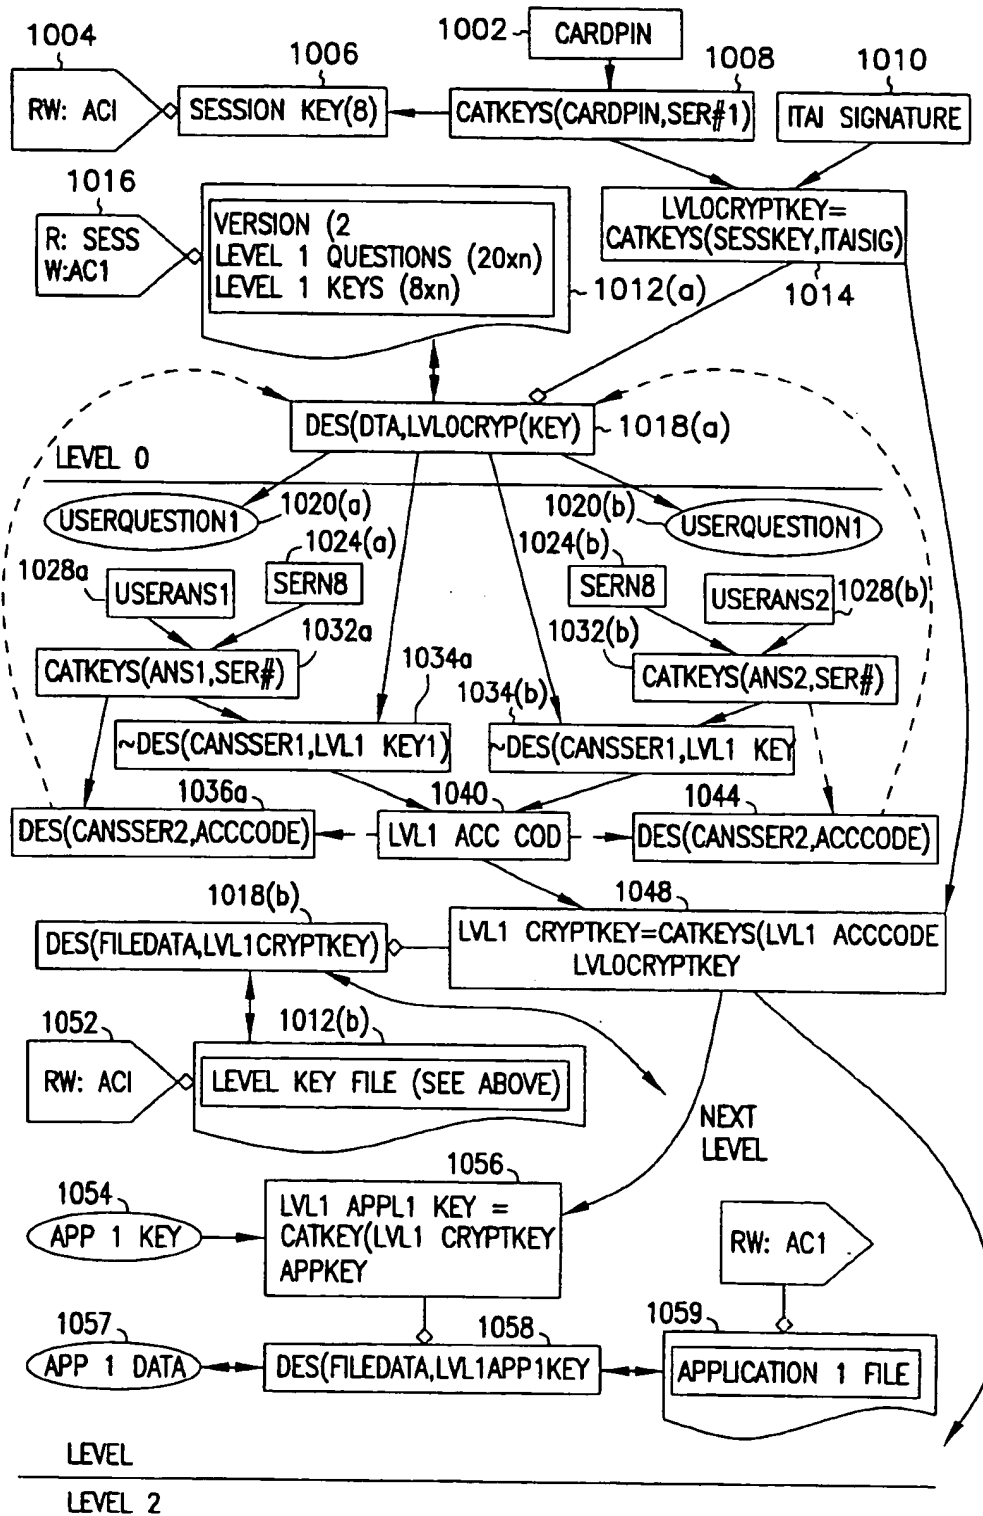 1004
1006
1002
CARDPIN
1008
1010
RW: ACI
SESSION KEY(8)
CATKEYS(CARDPIN,SER#1)
ITAI SIGNATURE
1016
R: SESS
W:AC1
VERSION (2
LEVEL 1 QUESTIONS (20xn)
LEVEL 1 KEYS (8xn)
1012(a)
LVLOCRYPTKEY=
CATKEYS(SESSKEY,ITAISIG)
1014
DES(DTA,LVLOCRYP(KEY)
1018(a)
LEVEL 0
USERQUESTION1
1020(a)
1020(b)
USERQUESTION1
1024(a)
1024(b)
1028a
USERANS1
SERN8
SERN8
USERANS2
1028(b)
1032a
1032(b)
CATKEYS(ANS1,SER#)
CATKEYS(ANS2,SER#)
1034a
1034(b)
~DES(CANSSER1,LVL1 KEY1)
~DES(CANSSER1,LVL1 KEY
1036a
1040
1044
DES(CANSSER2,ACCCODE)
LVL1 ACC COD
DES(CANSSER2,ACCCODE)
1018(b)
1048
DES(FILEDATA,LVL1CRYPTKEY)
LVL1 CRYPTKEY=CATKEYS(LVL1 ACCCODE
LVLOCRYPTKEY
1052
1012(b)
RW: ACI
LEVEL KEY FILE (SEE ABOVE)
NEXT
LEVEL
1056
1054
APP 1 KEY
LVL1 APPL1 KEY =
CATKEY(LVL1 CRYPTKEY
APPKEY
RW: AC1
1057
1058
1059
APP 1 DATA
DES(FILEDATA,LVL1APP1KEY
APPLICATION 1 FILE
LEVEL
LEVEL 2